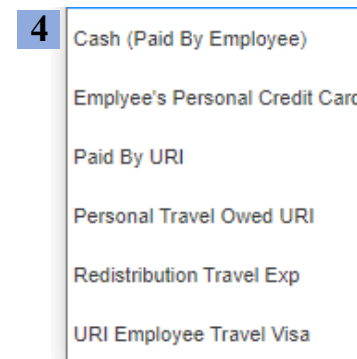 4
Cash (Paid By Employee)
Emplyee's Personal Credit Card
Paid By URI
Personal Travel Owed URI
Redistribution Travel Exp
URI Employee Travel Visa